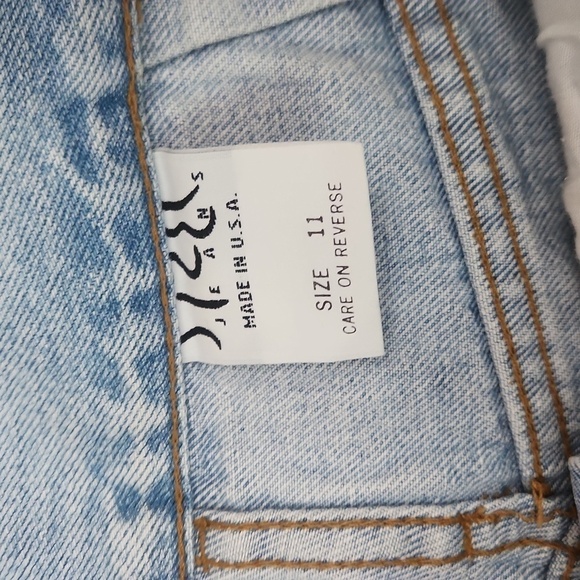 JEANS
MADE IN U.S.A.
SIZE 11
CARE ON REVERSE